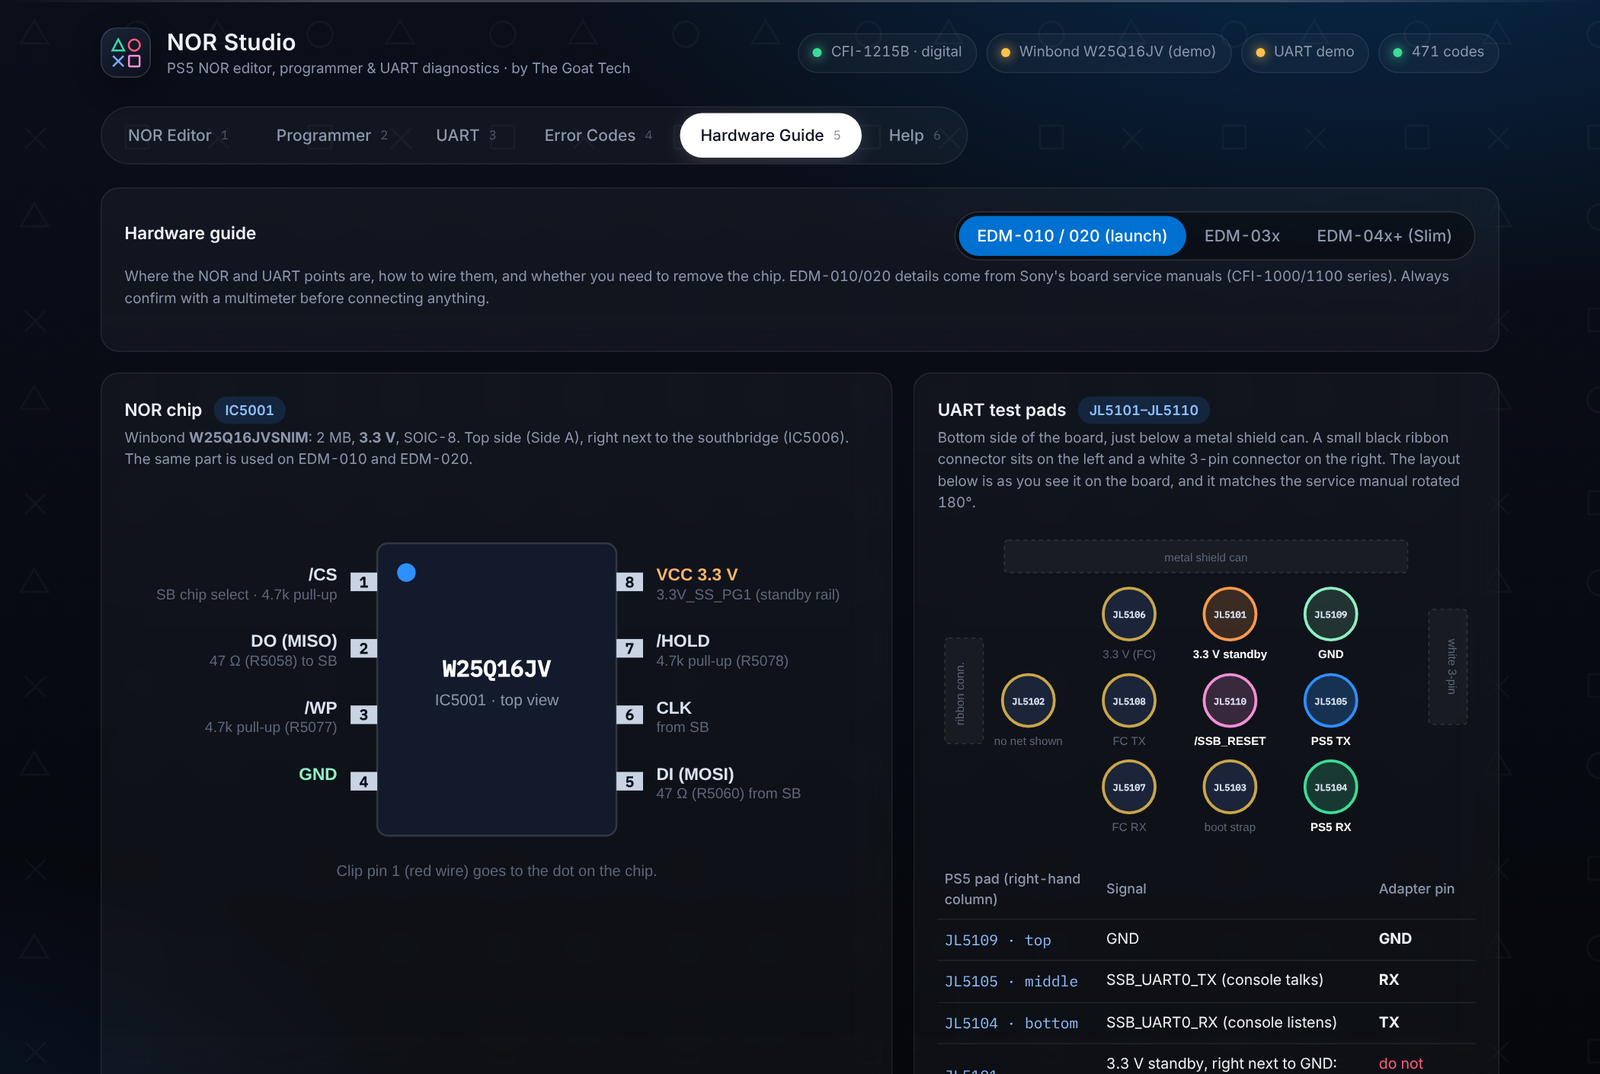 NOR Studio
PS5 NOR editor, programmer & UART diagnostics · by The Goat Tech
CFI-1215B · digital
Winbond W25Q16JV (demo)
UART demo
471 codes
NOR Editor 1
Programmer 2
UART 3
Error Codes 4
Hardware Guide 5
Help 6
Hardware guide
EDM-010 / 020 (launch)
EDM-03x
EDM-04x+ (Slim)
Where the NOR and UART points are, how to wire them, and whether you need to remove the chip. EDM-010/020 details come from Sony's board service manuals (CFI-1000/1100 series). Always
confirm with a multimeter before connecting anything.
NOR chip IC5001
Winbond W25Q16JVSNIM: 2 MB, 3.3 V, SOIC-8. Top side (Side A), right next to the southbridge (IC5006).
The same part is used on EDM-010 and EDM-020.
/CS
SB chip select · 4.7k pull-up
1
DO (MISO)
47 Ω (R5058) to SB
2
/WP
4.7k pull-up (R5077)
3
GND
4
W25Q16JV
IC5001 · top view
8
VCC 3.3 V
3.3V_SS_PG1 (standby rail)
7
/HOLD
4.7k pull-up (R5078)
6
CLK
from SB
5
DI (MOSI)
47 Ω (R5060) from SB
Clip pin 1 (red wire) goes to the dot on the chip.
UART test pads JL5101–JL5110
Bottom side of the board, just below a metal shield can. A small black ribbon
connector sits on the left and a white 3-pin connector on the right. The layout
below is as you see it on the board, and it matches the service manual rotated
180°.
metal shield can
ribbon conn.
white 3-pin
JL5106 JL5101 JL5109
3.3 V (FC) 3.3 V standby GND
JL5102 JL5108 JL5110 JL5105
no net shown FC TX /SSB_RESET PS5 TX
JL5107 JL5103 JL5104
FC RX boot strap PS5 RX
PS5 pad (right-hand
column)
Signal
Adapter pin
JL5109 · top GND GND
JL5105 · middle SSB_UART0_TX (console talks) RX
JL5104 · bottom SSB_UART0_RX (console listens) TX
JL5101 3.3 V standby, right next to GND: do not